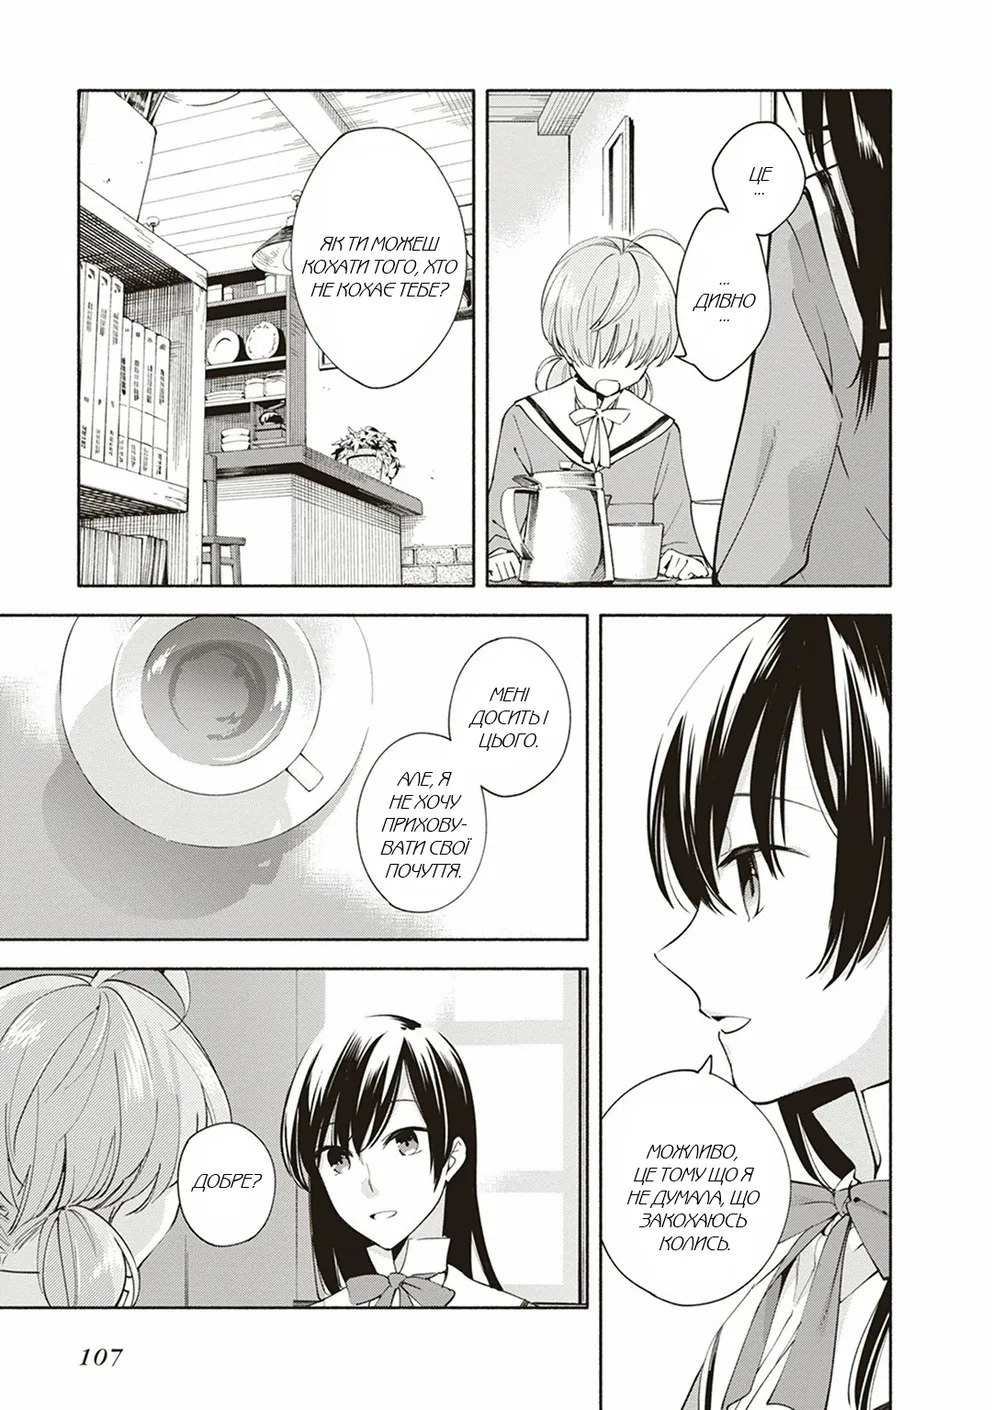 ЦЕ
...
...
ДИВНО
...
ЯК ТИ МОЖЕШ
КОХАТИ ТОГО, ХТО
НЕ КОХАЄ ТЕБЕ?
МОЖЛИВО,
ЦЕ ТОМУ ЩО Я
НЕ ДУМАЛА, ЩО
ЗАКОХАЮСЬ
КОЛИСЬ.
МЕНІ
ДОСИТЬ І
ЦЬОГО.
АЛЕ, Я
НЕ ХОЧУ
ПРИХОВУ-
ВАТИ СВОЇ
ПОЧУТТЯ.
ДОБРЕ?
107